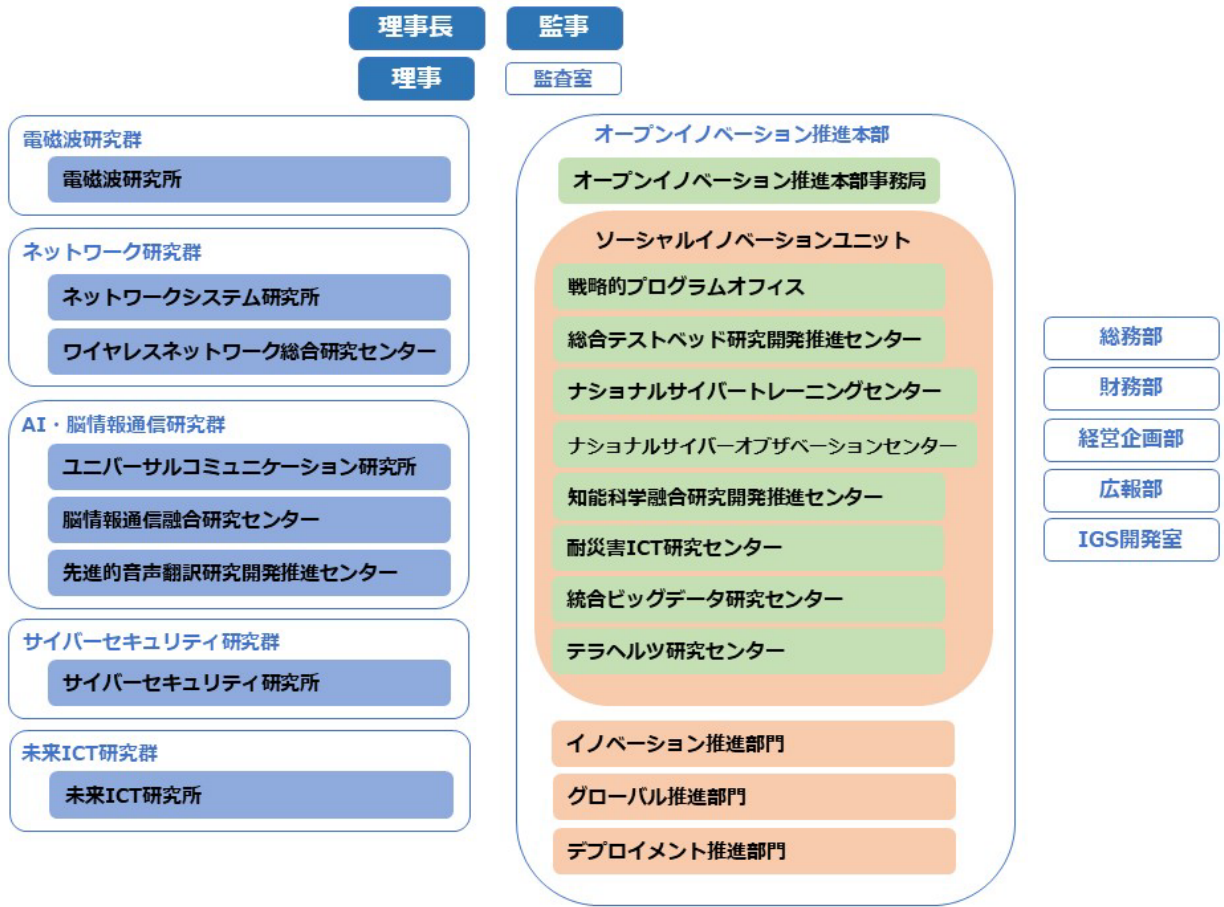 理事長
監事
理事
監査室
電磁波研究群
電磁波研究所
ネットワーク研究群
ネットワークシステム研究所
ワイヤレスネットワーク総合研究センター
AI・脳情報通信研究群
ユニバーサルコミュニケーション研究所
脳情報通信融合研究センター
先進的音声翻訳研究開発推進センター
サイバーセキュリティ研究群
サイバーセキュリティ研究所
未来ICT研究群
未来ICT研究所
オープンイノベーション推進本部
オープンイノベーション推進本部事務局
ソーシャルイノベーションユニット
戦略的プログラムオフィス
総合テストベッド研究開発推進センター
ナショナルサイバートレーニングセンター
ナショナルサイバーオブザベーションセンター
知能科学融合研究開発推進センター
耐災害ICT研究センター
統合ビッグデータ研究センター
テラヘルツ研究センター
イノベーション推進部門
グローバル推進部門
デプロイメント推進部門
総務部
財務部
経営企画部
広報部
IGS開発室